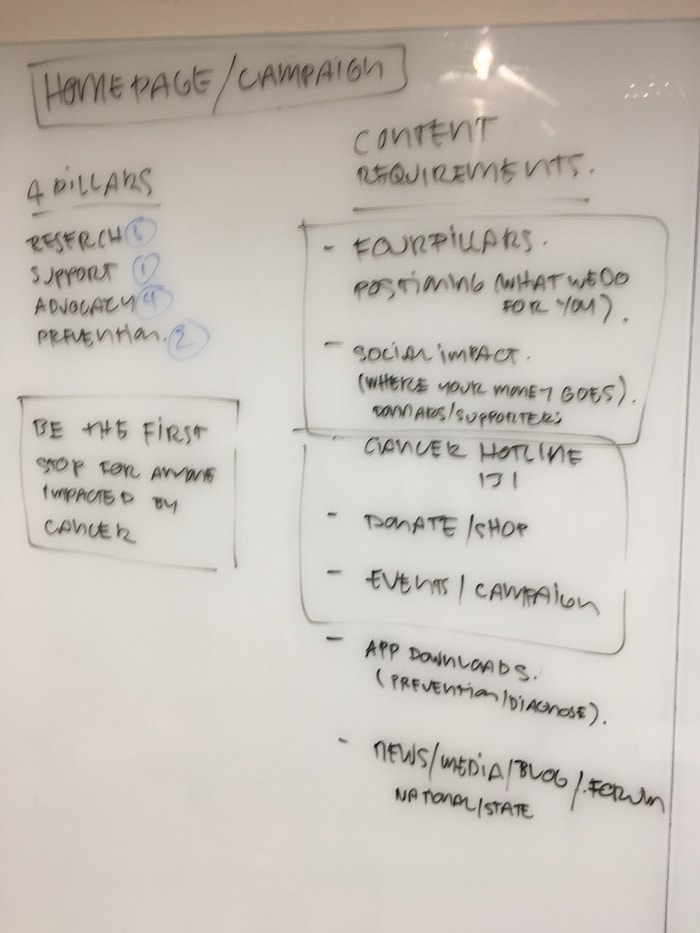 HOMEPAGE/CAMPAIGN
4 PILLARS
RESERCH 3
SUPPORT 1
ADVOCACY 4
PREVENTION. 2
BE THE FIRST
STOP FOR ANYONE
IMPACTED BY
CANCER
CONTENT
REQUIREMENTS.
- FOUR PILLARS.
POSITIONING (WHAT WE DO
FOR YOU).
- SOCIAL IMPACT.
(WHERE YOUR MONEY GOES).
/SUPPORTERS
CANCER HOTLINE
131
- DONATE/SHOP
- EVENTS/CAMPAIGN
- APP DOWNLOADS.
(PREVENTION/DIAGNOSE).
- NEWS/MEDIA/BLOG/.FORUM
NATIONAL/STATE